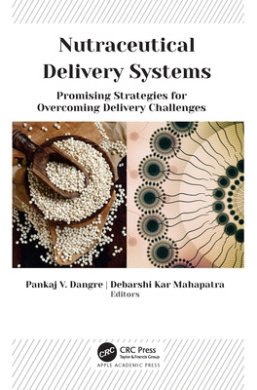 Nutraceutical
Delivery Systems
Promising Strategies for
Overcoming Delivery Challenges
Pankaj V. Dangre | Debarshi Kar Mahapatra
Editors
CRC
CRC Press
Taylor & Francis Group
APPLE ACADEMIC PRESS